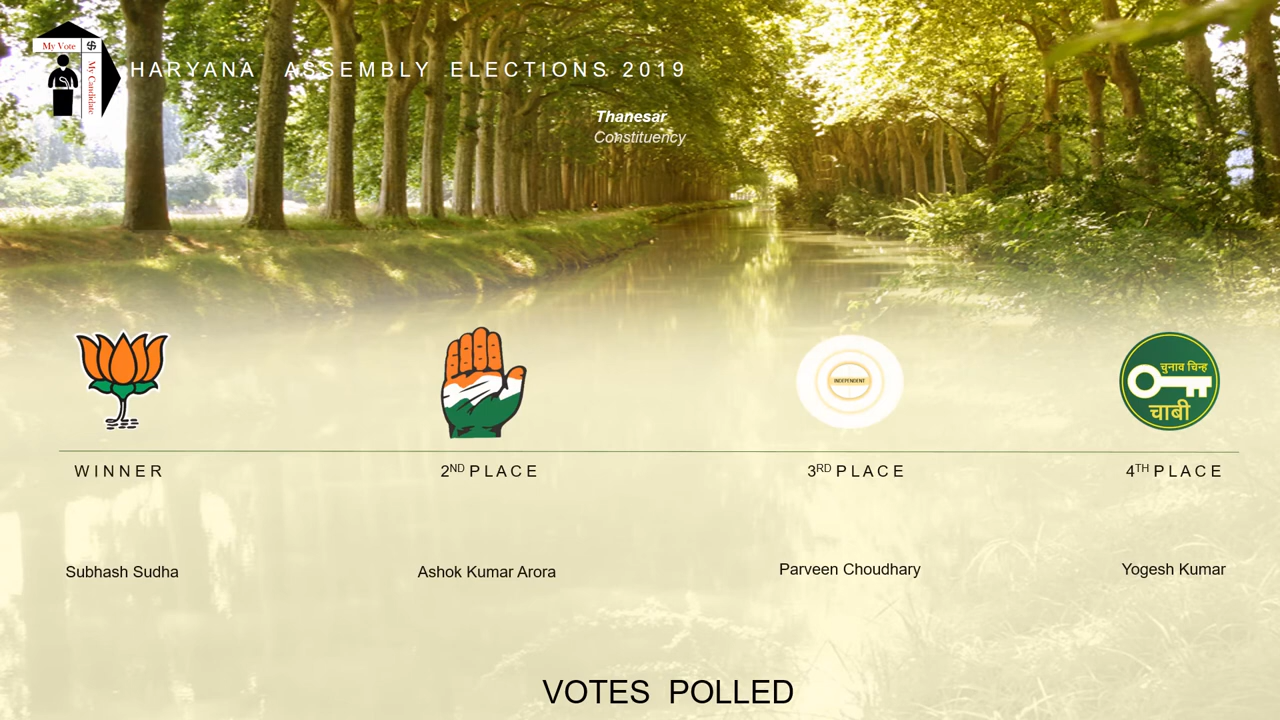 My Vote
My Candidate
HARYANA ASSEMBLY ELECTIONS 2019
Thanesar
Constituency
INDEPENDENT
चुनाव चिन्ह
चाबी
WINNER
2ND PLACE
3RD PLACE
4TH PLACE
Subhash Sudha
Ashok Kumar Arora
Parveen Choudhary
Yogesh Kumar
VOTES POLLED